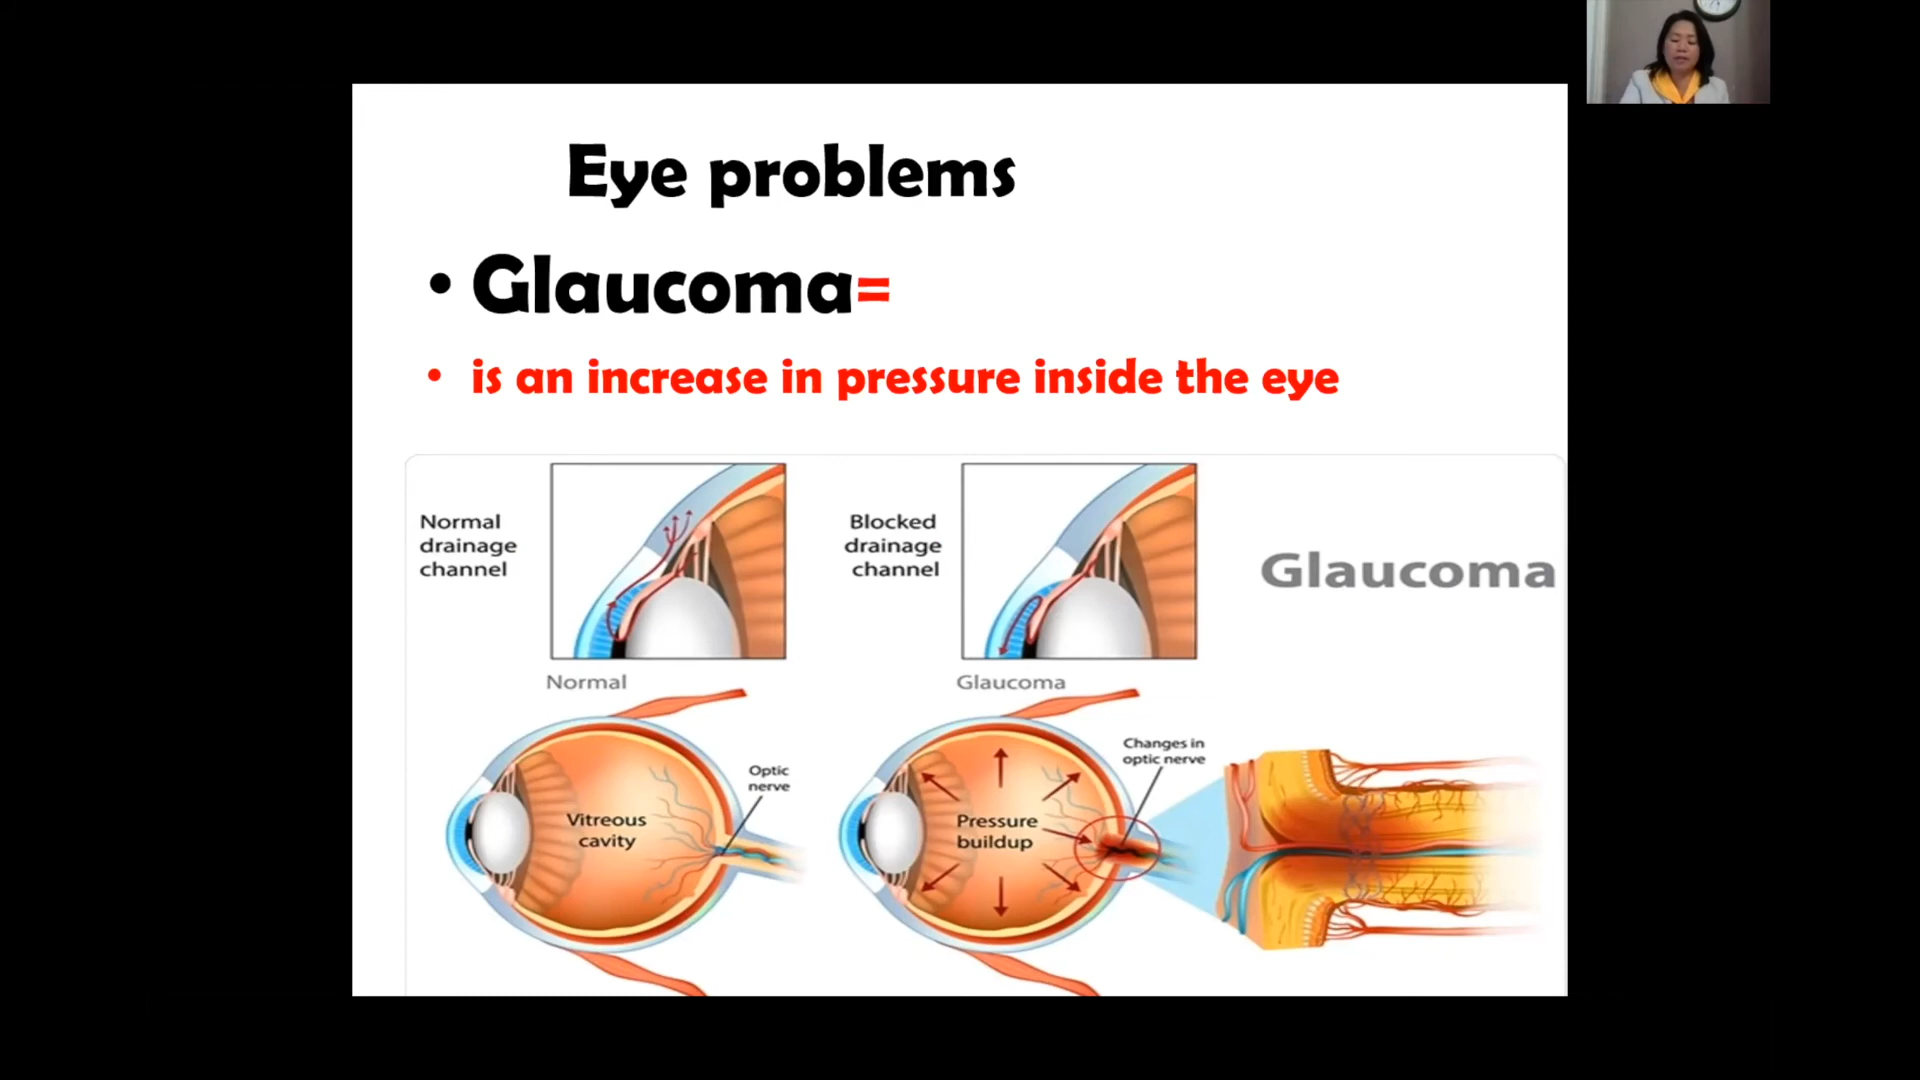 Eye problems
• Glaucoma=
• is an increase in pressure inside the eye
Normal
drainage
channel
Blocked
drainage
channel
Glaucoma
Normal
Glaucoma
Optic
nerve
Vitreous
cavity
Changes in
optic nerve
Pressure
buildup